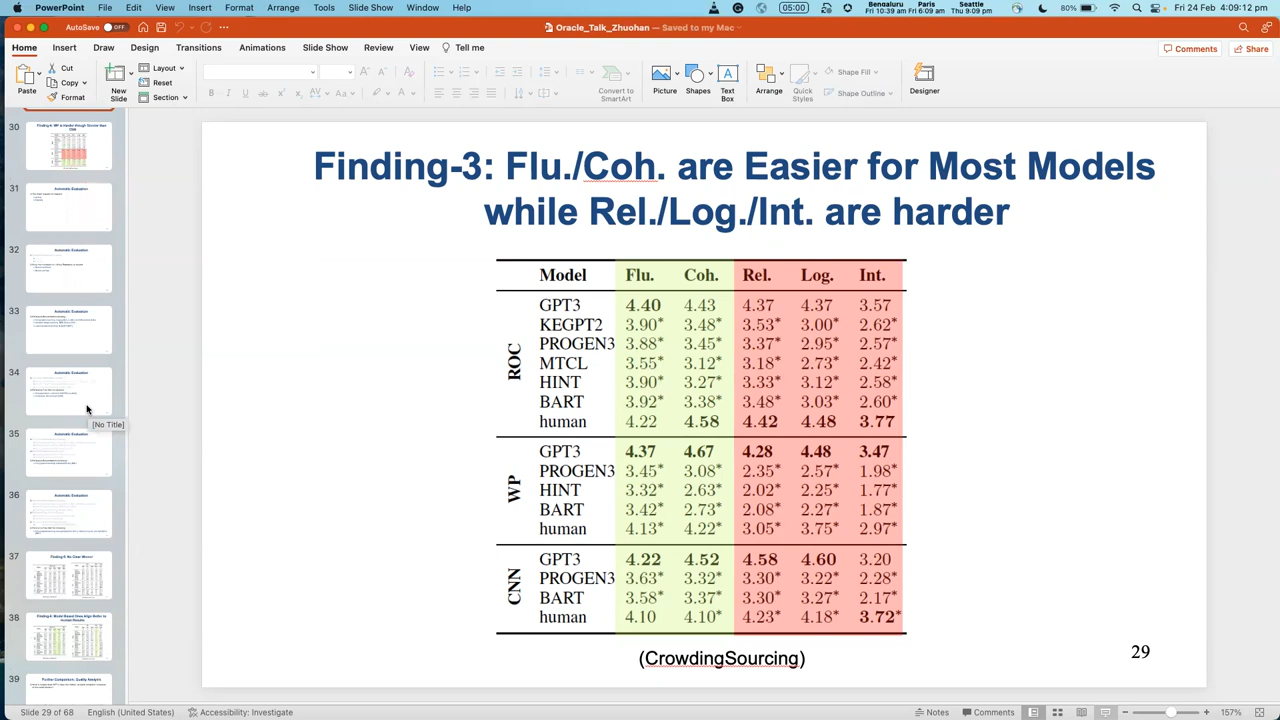 PowerPoint File Edit View Insert Format Arrange Tools Slide Show Window Help
05:00
Bengaluru Paris Seattle
Fri 10:39 am Fri 6:09 am Thu 9:09 pm
80% Fri 24 Feb 4:09:12 pm
AutoSave OFF
Oracle_Talk_Zhuohan — Saved to my Mac
Home Insert Draw Design Transitions Animations Slide Show Review View Tell me
Comments Share
Paste Cut Copy Format
New Slide Layout Reset Section
Convert to SmartArt
Picture Shapes Text Box Arrange Quick Styles Shape Fill Shape Outline Designer
30
31
Automatic Evaluation
32
Automatic Evaluation
33
Automatic Evaluation
34
Automatic Evaluation
[No Title]
35
Automatic Evaluation
36
Automatic Evaluation
37
38
39
Further Comparison: Quality Analysis
Finding-3: Flu./Coh. are Easier for Most Models
while Rel./Log./Int. are harder
Model Flu. Coh. Rel. Log. Int.
ROC
GPT3 4.40 4.43 4.37 4.37 3.57
KEGPT2 3.90* 3.48* 3.53* 3.00* 2.62*
PROGEN3 3.88* 3.45* 3.37* 2.95* 2.57*
MTCL 3.55* 3.12* 3.18* 2.73* 2.42*
HINT 3.90* 3.27* 3.53* 3.12* 2.58*
BART 3.92* 3.38* 3.48* 3.03* 2.60*
human 4.22 4.58 4.42 4.48 3.77
WP
GPT3 4.37 4.67 4.28 4.48 3.47
PROGEN3 3.45* 3.08* 2.35* 2.57* 1.98*
HINT 3.32* 2.63* 2.02* 2.25* 1.77*
BART 3.42* 2.73* 2.08* 2.27* 1.87*
human 4.13* 4.22* 3.05* 3.75* 2.97*
CNN
GPT3 4.22 4.52 4.58 4.60 3.20
PROGEN3 3.63* 3.32* 3.30* 3.22* 2.28*
BART 3.58* 3.37* 3.30* 3.27* 2.17*
human 4.10 4.10* 4.23* 4.18* 3.72*
(CrowdingSourcing)
29
Slide 29 of 68 English (United States) Accessibility: Investigate
Notes Comments 157%